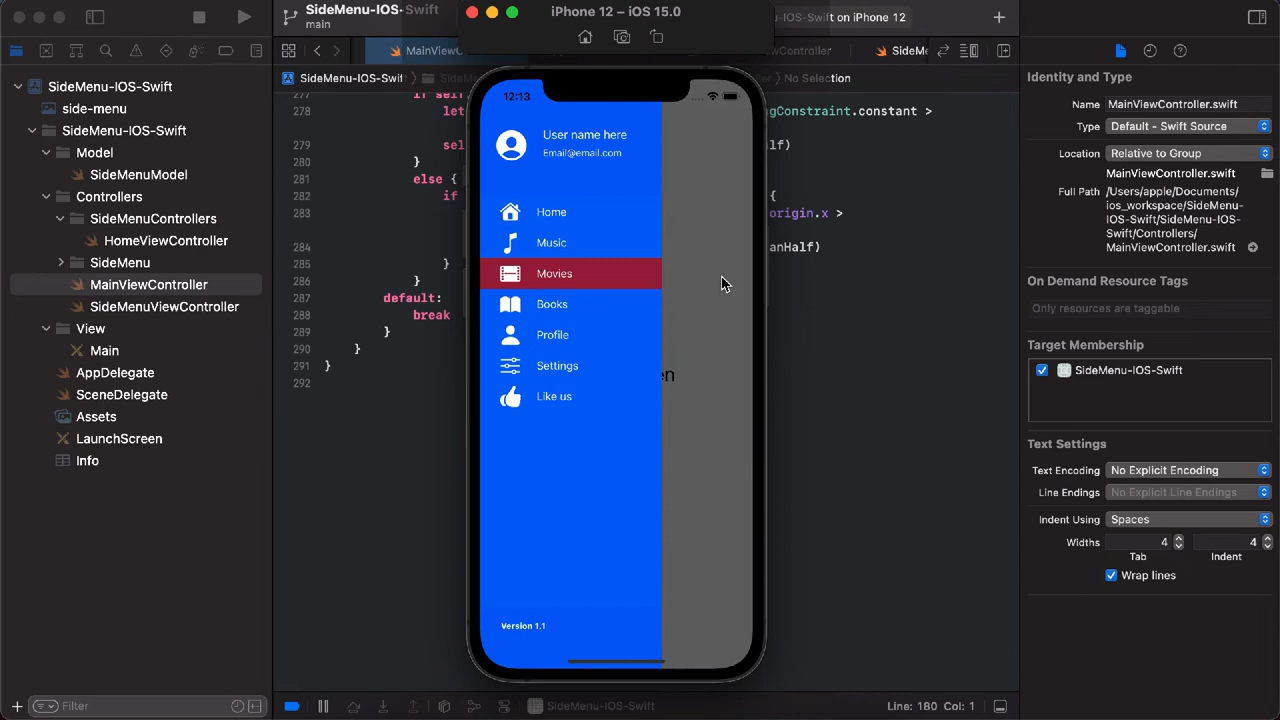 SideMenu-IOS-Swift
main
iPhone 12 – iOS 15.0
on iPhone 12
SideMenu-IOS-Swift
side-menu
SideMenu-IOS-Swift
Model
SideMenuModel
Controllers
SideMenuControllers
HomeViewController
SideMenu
MainViewController
SideMenuViewController
View
Main
AppDelegate
SceneDelegate
Assets
LaunchScreen
Info
Filter
SideMenu-IOS-Swift
No Selection
278
let
gConstraint.constant >
279
280
}
281
else {
282
if
{
283
origin.x >
284
anHalf)
285
}
286
}
287
default:
288
break
289
}
290
}
291
}
292
12:13
User name here
Email@email.com
Home
Music
Movies
Books
Profile
Settings
Like us
Version 1.1
SideMenu-IOS-Swift
Line: 180 Col: 1
Identity and Type
Name
MainViewController.swift
Type
Default - Swift Source
Location
Relative to Group
MainViewController.swift
Full Path
/Users/apple/Documents/
ios_workspace/SideMenu-
IOS-Swift/SideMenu-IOS-
Swift/Controllers/
MainViewController.swift
On Demand Resource Tags
Only resources are taggable
Target Membership
SideMenu-IOS-Swift
Text Settings
Text Encoding
No Explicit Encoding
Line Endings
No Explicit Line Endings
Indent Using
Spaces
Widths
4
4
Tab
Indent
Wrap lines